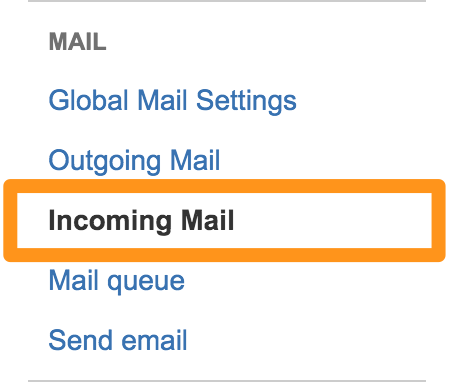 MAIL
Global Mail Settings
Outgoing Mail
Incoming Mail
Mail queue
Send email